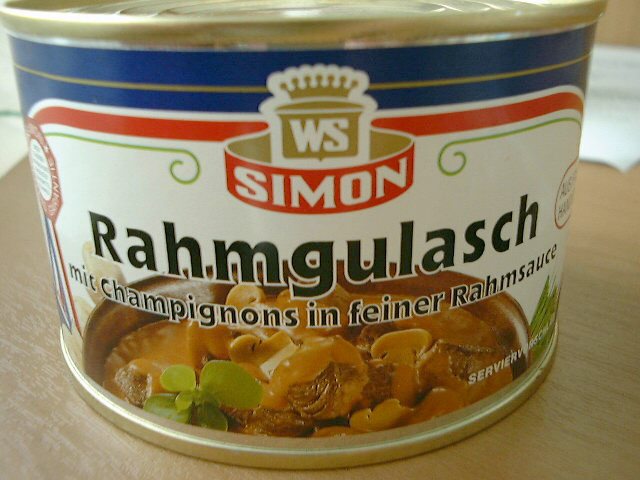 WS
SIMON
Rahmgulasch
mit Champignons in feiner Rahmsauce